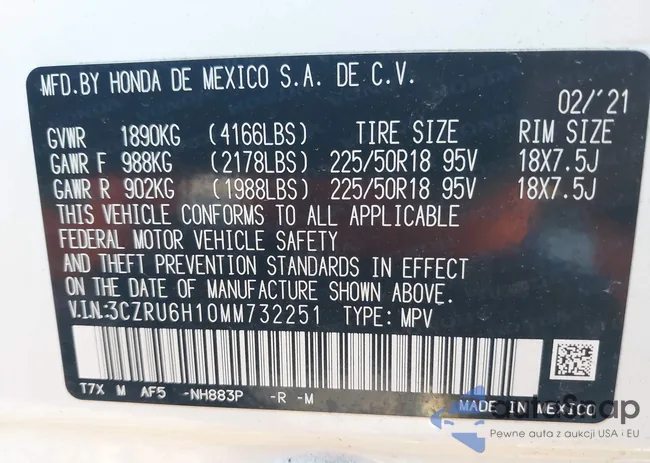 MFD.BY HONDA DE MEXICO S.A. DE C.V.
02/'21
GVWR 1890KG (4166LBS) TIRE SIZE RIM SIZE
GAWR F 988KG (2178LBS) 225/50R18 95V 18X7.5J
GAWR R 902KG (1988LBS) 225/50R18 95V 18X7.5J
THIS VEHICLE CONFORMS TO ALL APPLICABLE
FEDERAL MOTOR VEHICLE SAFETY
AND THEFT PREVENTION STANDARDS IN EFFECT
ON THE DATE OF MANUFACTURE SHOWN ABOVE.
V.I.N:3CZRU6H10MM732251 TYPE: MPV
T7X M AF5 -NH883P -R -M
MADE IN MEXICO
autoSnap
Pewne auta z aukcji USA i EU